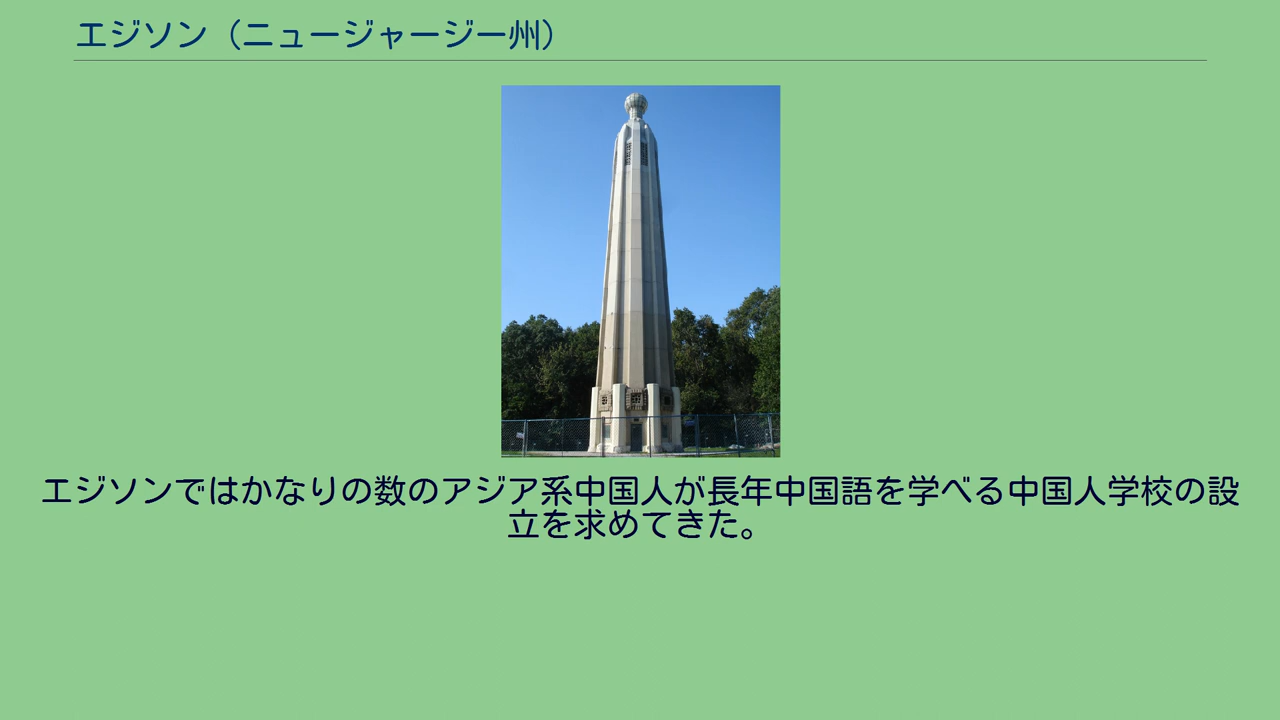 エジソン（ニュージャージー州）
エジソンではかなりの数のアジア系中国人が長年中国語を学べる中国人学校の設
立を求めてきた。